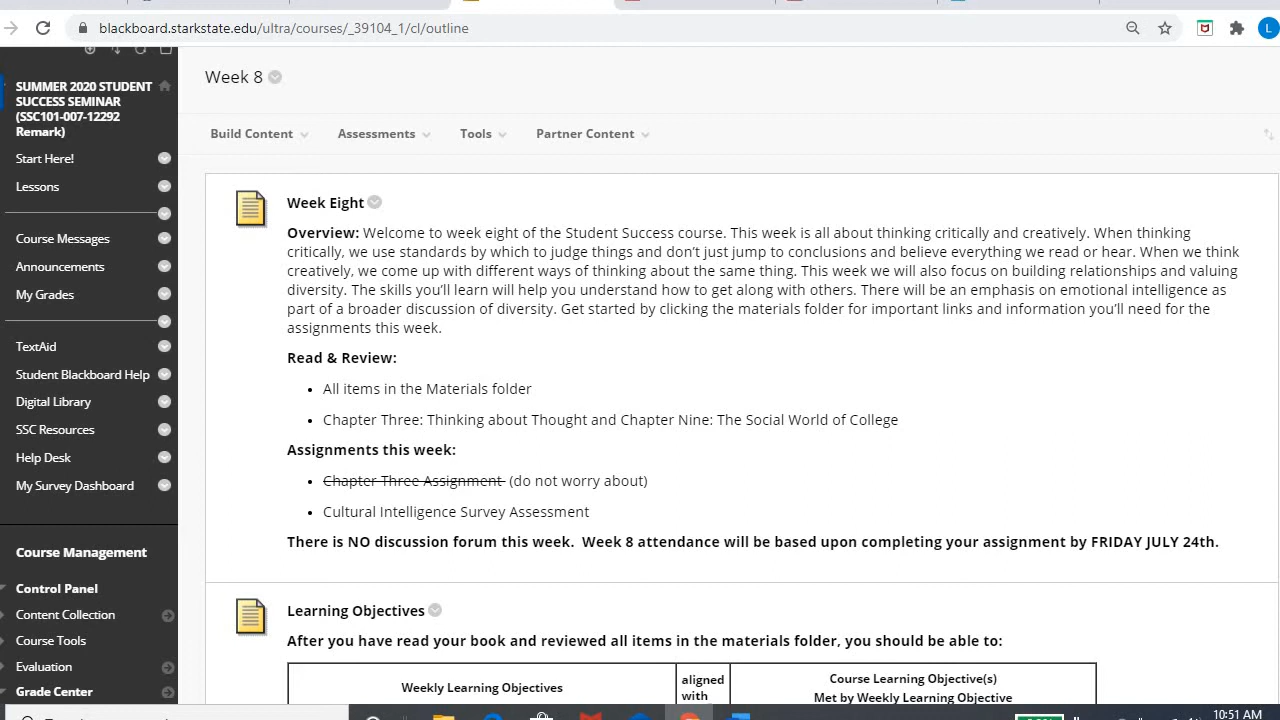 blackboard.starkstate.edu/ultra/courses/_39104_1/cl/outline
L
SUMMER 2020 STUDENT
SUCCESS SEMINAR
(SSC101-007-12292
Remark)
Start Here!
Lessons
Course Messages
Announcements
My Grades
TextAid
Student Blackboard Help
Digital Library
SSC Resources
Help Desk
My Survey Dashboard
Course Management
Control Panel
Content Collection
Course Tools
Evaluation
Grade Center
Week 8
Build Content
Assessments
Tools
Partner Content
Week Eight
Overview: Welcome to week eight of the Student Success course. This week is all about thinking critically and creatively. When thinking
critically, we use standards by which to judge things and don't just jump to conclusions and believe everything we read or hear. When we think
creatively, we come up with different ways of thinking about the same thing. This week we will also focus on building relationships and valuing
diversity. The skills you'll learn will help you understand how to get along with others. There will be an emphasis on emotional intelligence as
part of a broader discussion of diversity. Get started by clicking the materials folder for important links and information you'll need for the
assignments this week.
Read & Review:
All items in the Materials folder
Chapter Three: Thinking about Thought and Chapter Nine: The Social World of College
Assignments this week:
Chapter Three Assignment (do not worry about)
Cultural Intelligence Survey Assessment
There is NO discussion forum this week. Week 8 attendance will be based upon completing your assignment by FRIDAY JULY 24th.
Learning Objectives
After you have read your book and reviewed all items in the materials folder, you should be able to:
Weekly Learning Objectives
aligned
with
Course Learning Objective(s)
Met by Weekly Learning Objective
10:51 AM